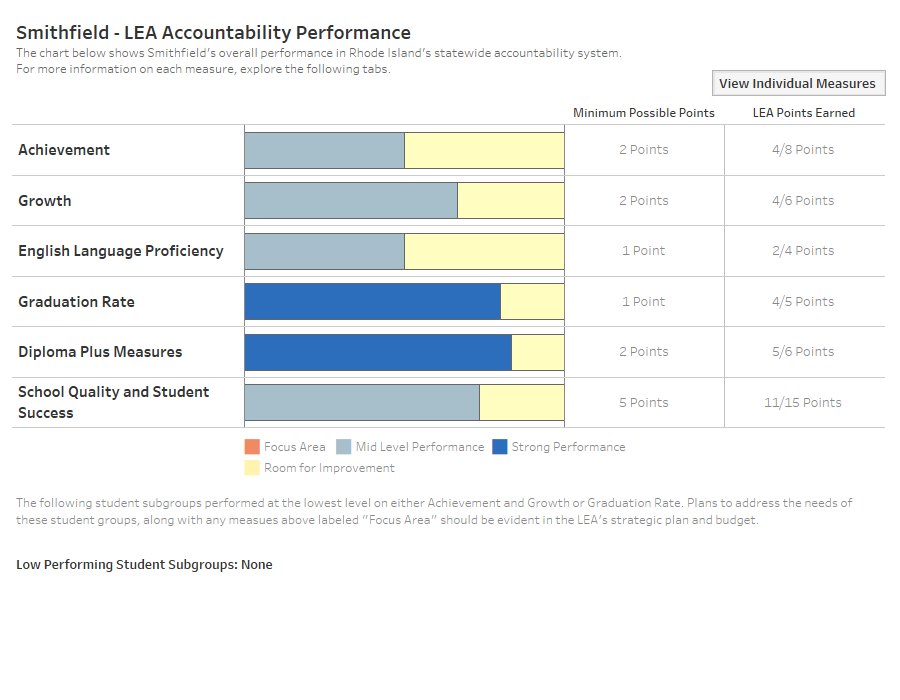 Smithfield - LEA Accountability Performance
The chart below shows Smithfield's overall performance in Rhode Island's statewide accountability system.
For more information on each measure, explore the following tabs.
View Individual Measures
Minimum Possible Points LEA Points Earned
Achievement 2 Points 4/8 Points
Growth 2 Points 4/6 Points
English Language Proficiency 1 Point 2/4 Points
Graduation Rate 1 Point 4/5 Points
Diploma Plus Measures 2 Points 5/6 Points
School Quality and Student
Success 5 Points 11/15 Points
Focus Area Mid Level Performance Strong Performance
Room for Improvement
The following student subgroups performed at the lowest level on either Achievement and Growth or Graduation Rate. Plans to address the needs of
these student groups, along with any measues above labeled "Focus Area" should be evident in the LEA's strategic plan and budget.
Low Performing Student Subgroups: None